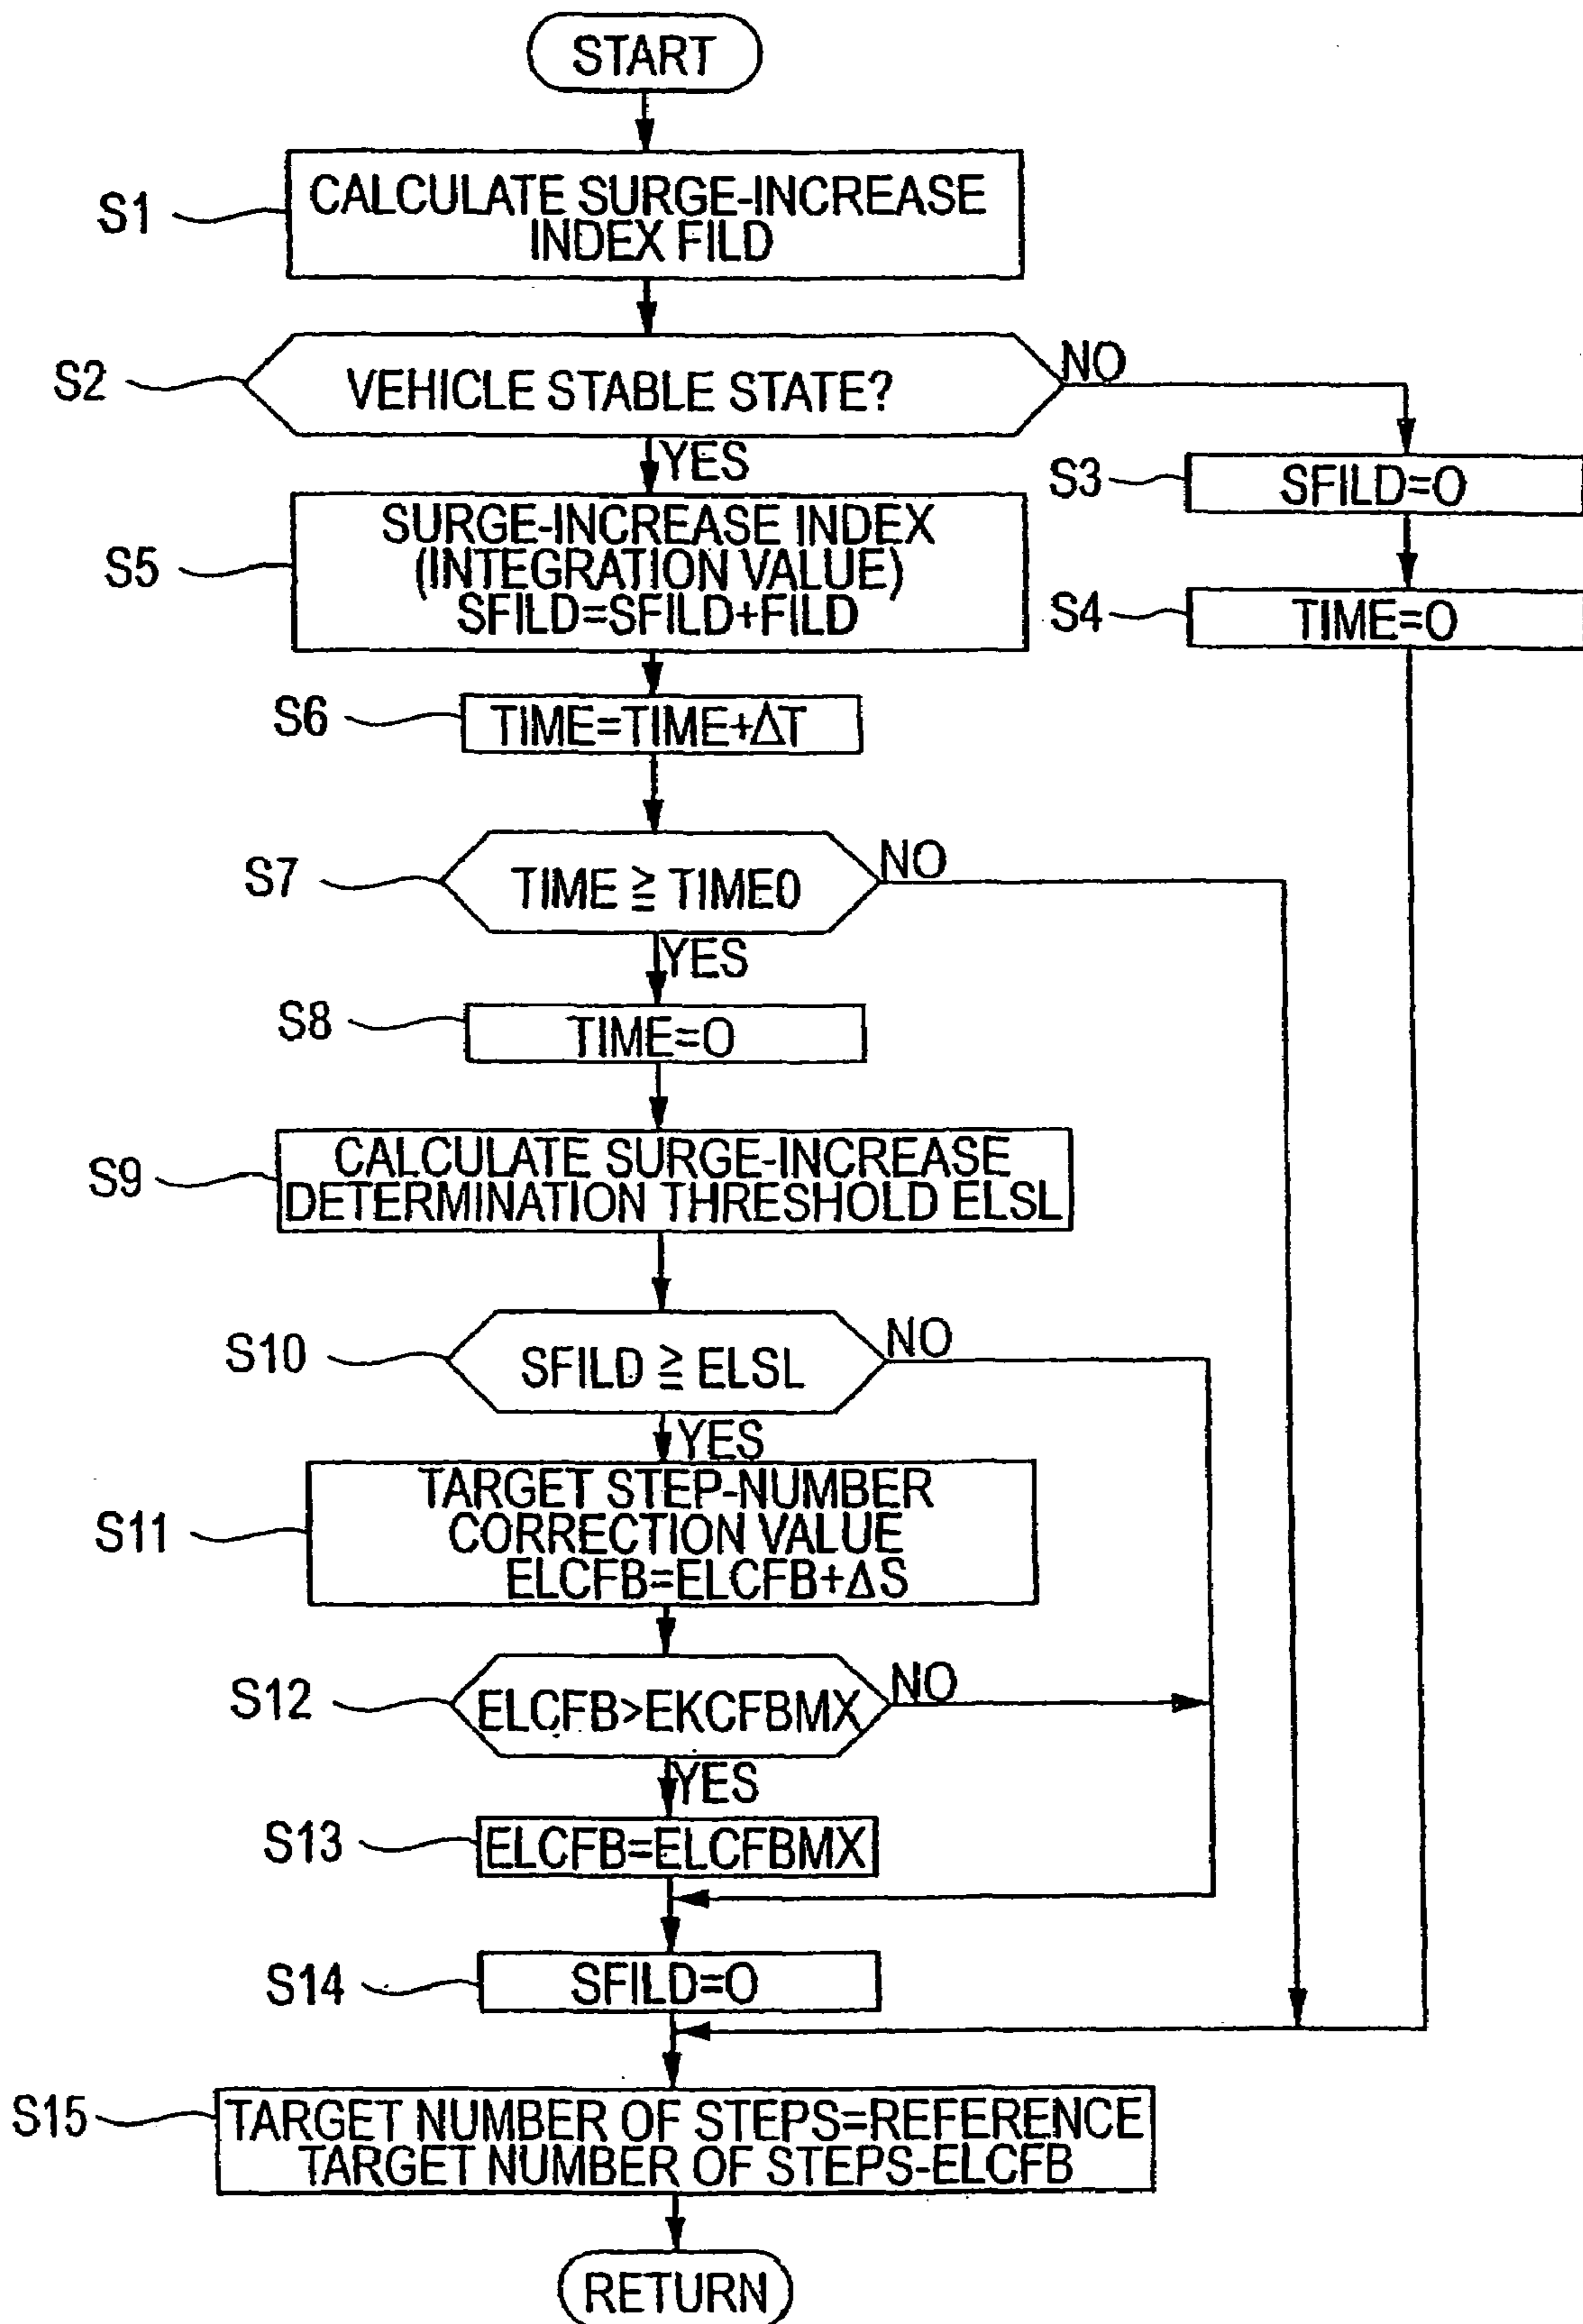 START
S1
CALCULATE SURGE-INCREASE
INDEX FILD
S2
VEHICLE STABLE STATE?
NO
YES
S3
SFILD=0
S4
TIME=0
S5
SURGE-INCREASE INDEX
(INTEGRATION VALUE)
SFILD=SFILD+FILD
S6
TIME=TIME+ΔT
S7
TIME ≧ TIME0
NO
YES
S8
TIME=0
S9
CALCULATE SURGE-INCREASE
DETERMINATION THRESHOLD ELSL
S10
SFILD ≧ ELSL
NO
YES
S11
TARGET STEP-NUMBER
CORRECTION VALUE
ELCFB=ELCFB+ΔS
S12
ELCFB>EKCFBMX
NO
YES
S13
ELCFB=ELCFBMX
S14
SFILD=0
S15
TARGET NUMBER OF STEPS=REFERENCE
TARGET NUMBER OF STEPS-ELCFB
RETURN